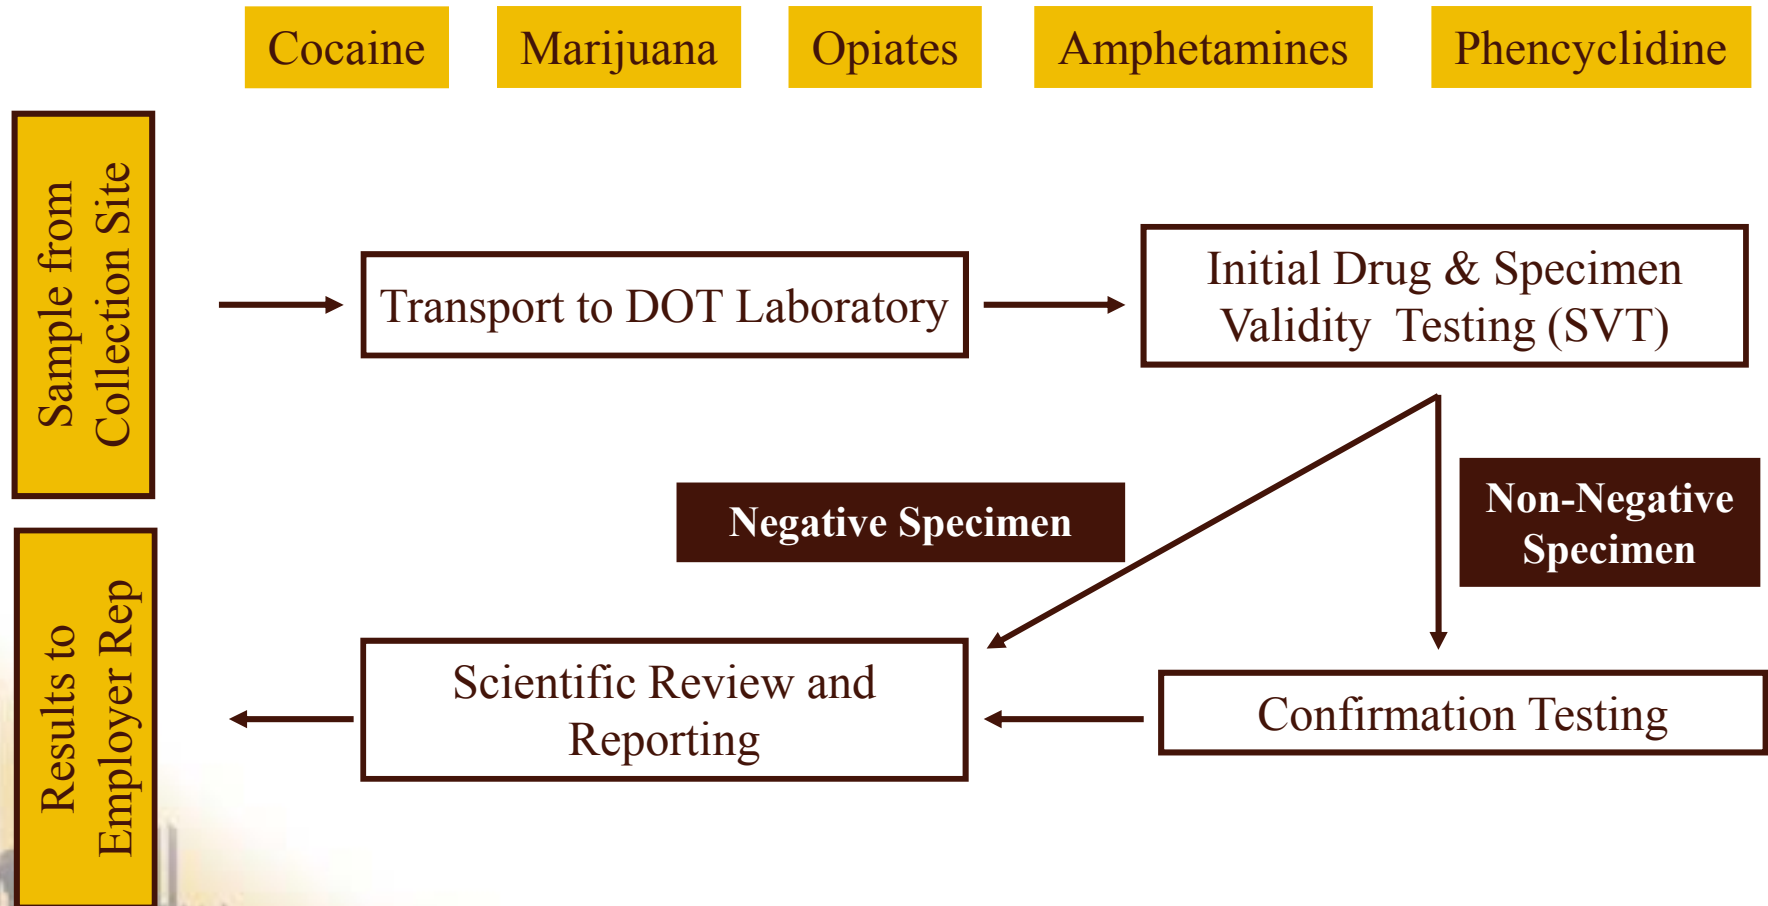 Cocaine
Marijuana
Opiates
Amphetamines
Phencyclidine
Sample from
Collection Site
Transport to DOT Laboratory
Initial Drug & Specimen
Validity  Testing (SVT)
Negative Specimen
Non-Negative
Specimen
Results to
Employer Rep
Scientific Review and
Reporting
Confirmation Testing